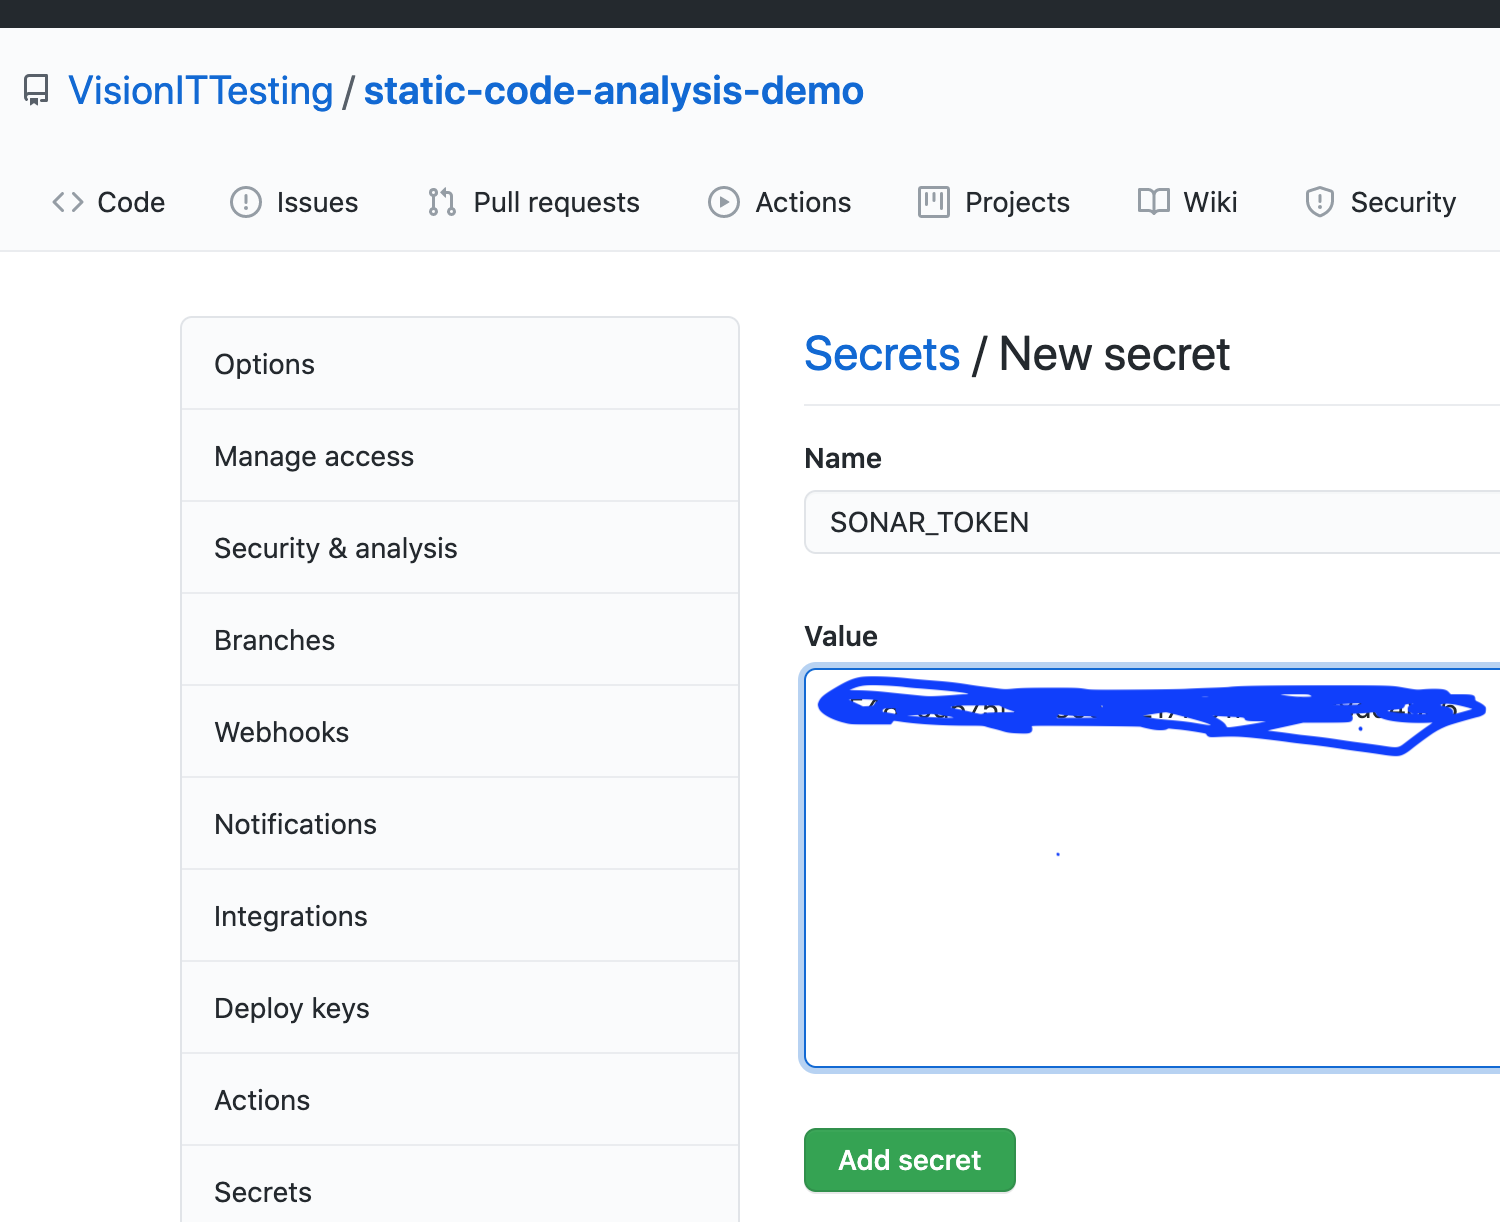 VisionITTesting / static-code-analysis-demo
Code Issues Pull requests Actions Projects Wiki Security
Options
Manage access
Security & analysis
Branches
Webhooks
Notifications
Integrations
Deploy keys
Actions
Secrets
Secrets / New secret
Name
SONAR_TOKEN
Value
Add secret